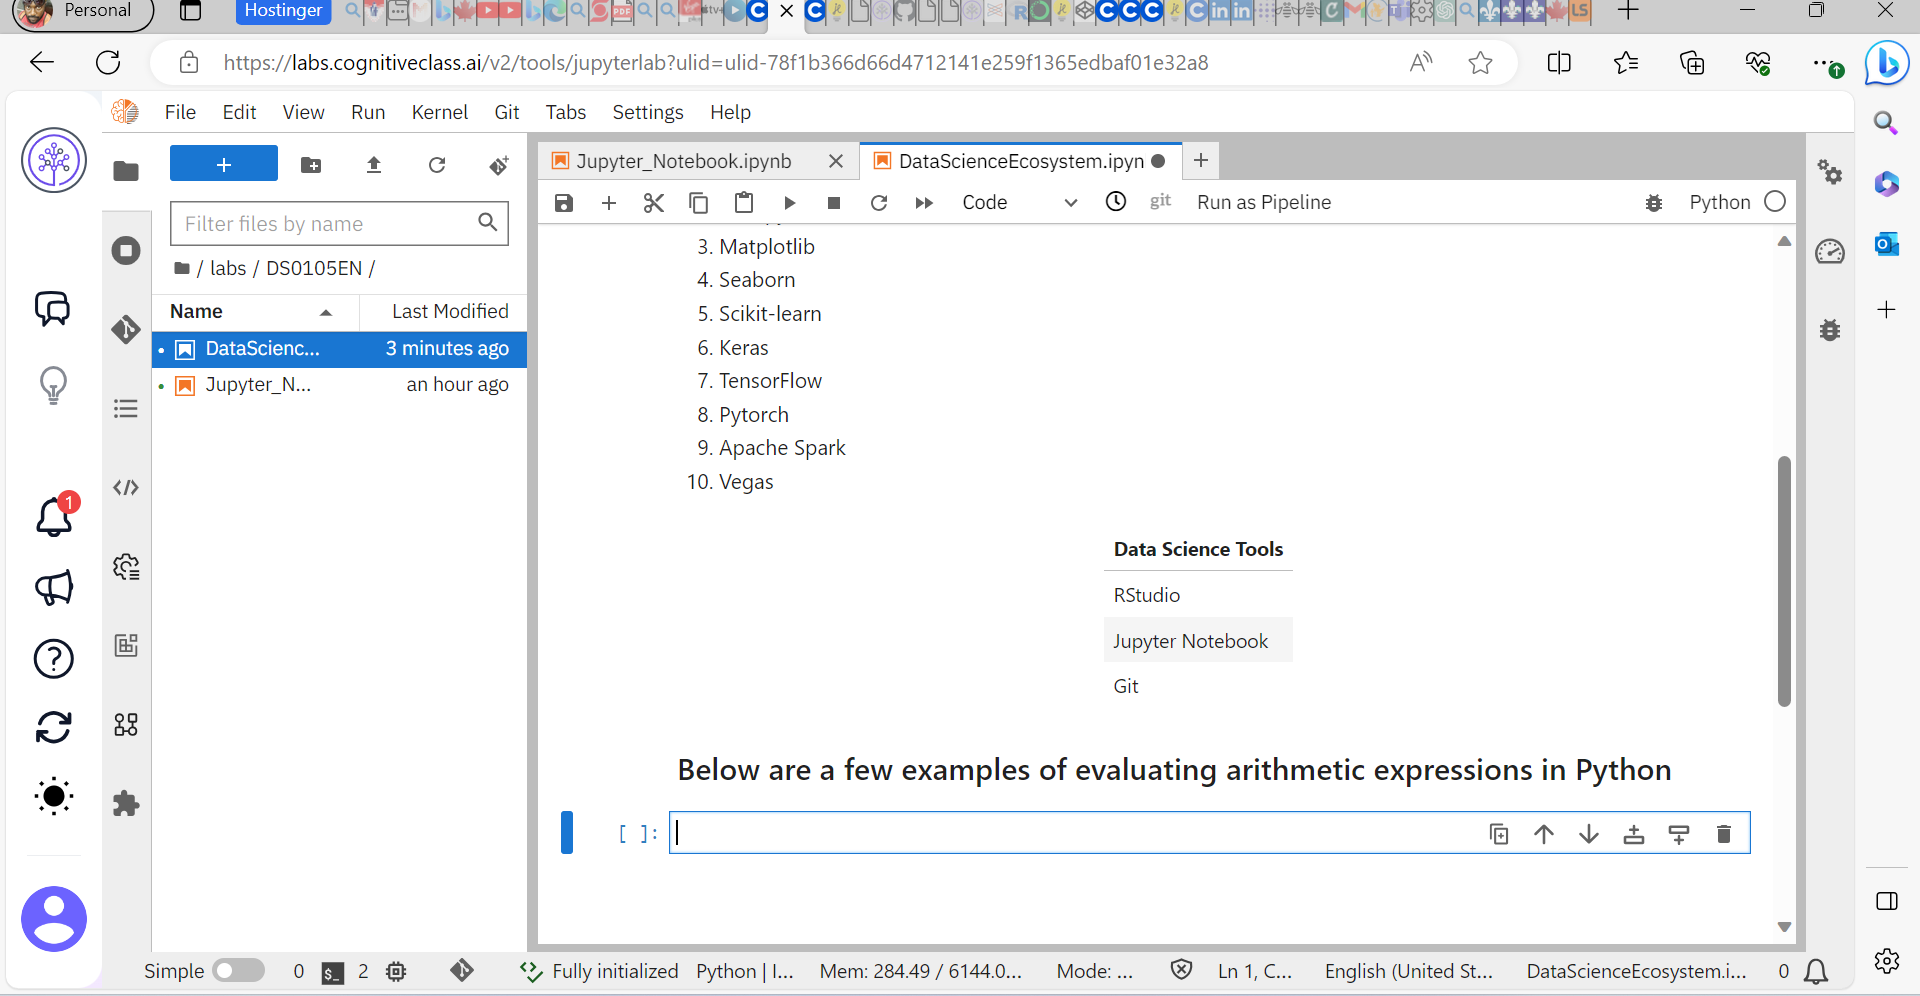 Personal
Hostinger
https://labs.cognitiveclass.ai/v2/tools/jupyterlab?ulid=ulid-78f1b366d66d4712141e259f1365edbaf01e32a8
File Edit View Run Kernel Git Tabs Settings Help
Jupyter_Notebook.ipynb
DataScienceEcosystem.ipyn
Code
git
Run as Pipeline
Python
Filter files by name
/ labs / DS0105EN /
Name Last Modified
DataScienc... 3 minutes ago
Jupyter_N... an hour ago
1
3. Matplotlib
4. Seaborn
5. Scikit-learn
6. Keras
7. TensorFlow
8. Pytorch
9. Apache Spark
10. Vegas
Data Science Tools
RStudio
Jupyter Notebook
Git
Below are a few examples of evaluating arithmetic expressions in Python
[ ]:
Simple 0 $_ 2 Fully initialized Python | I... Mem: 284.49 / 6144.0... Mode: ... Ln 1, C... English (United St... DataScienceEcosystem.i... 0